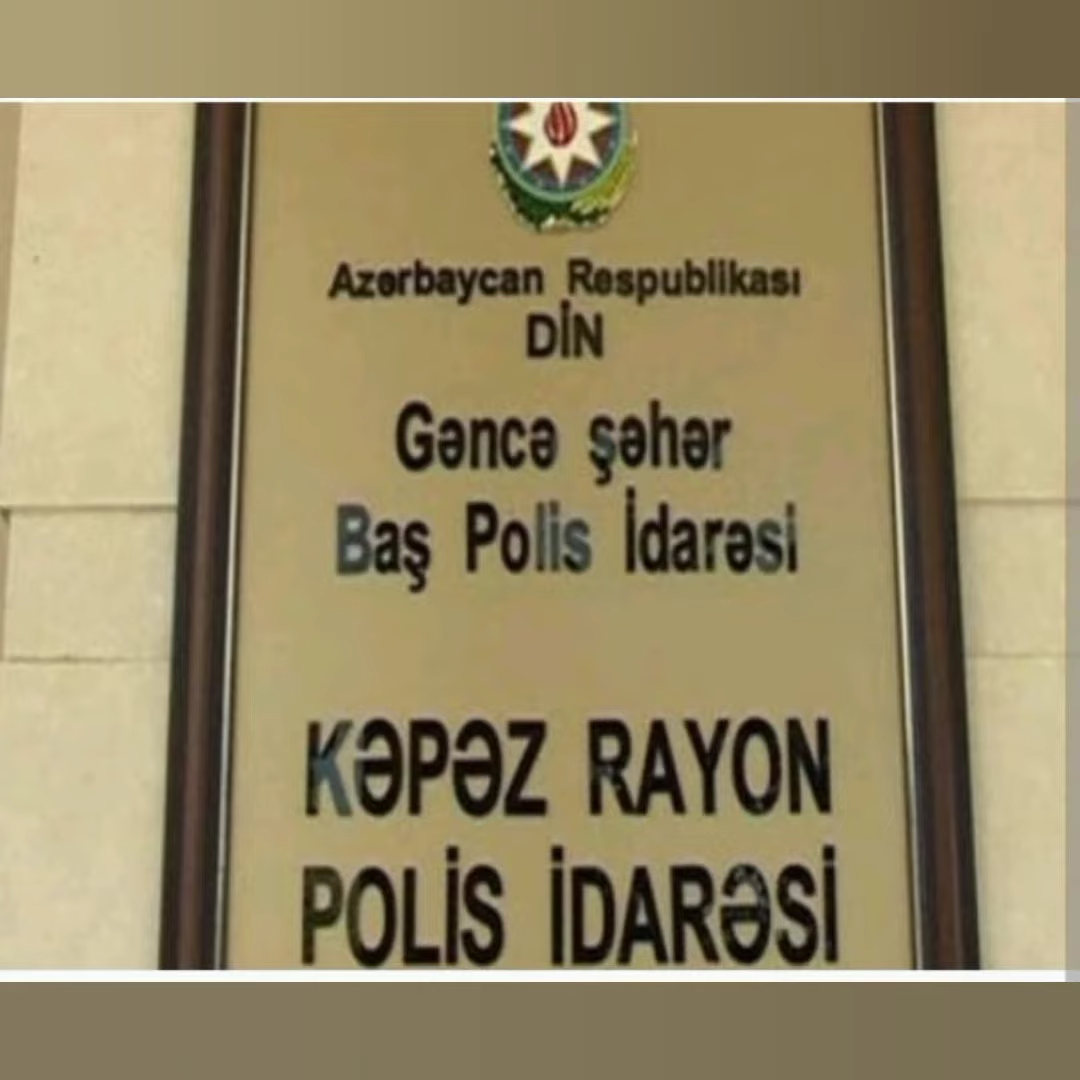 Azərbaycan Respublikası
DİN
Gəncə şəhər
Baş Polis İdarəsi
KƏPƏZ RAYON
POLİS İDARƏSİ